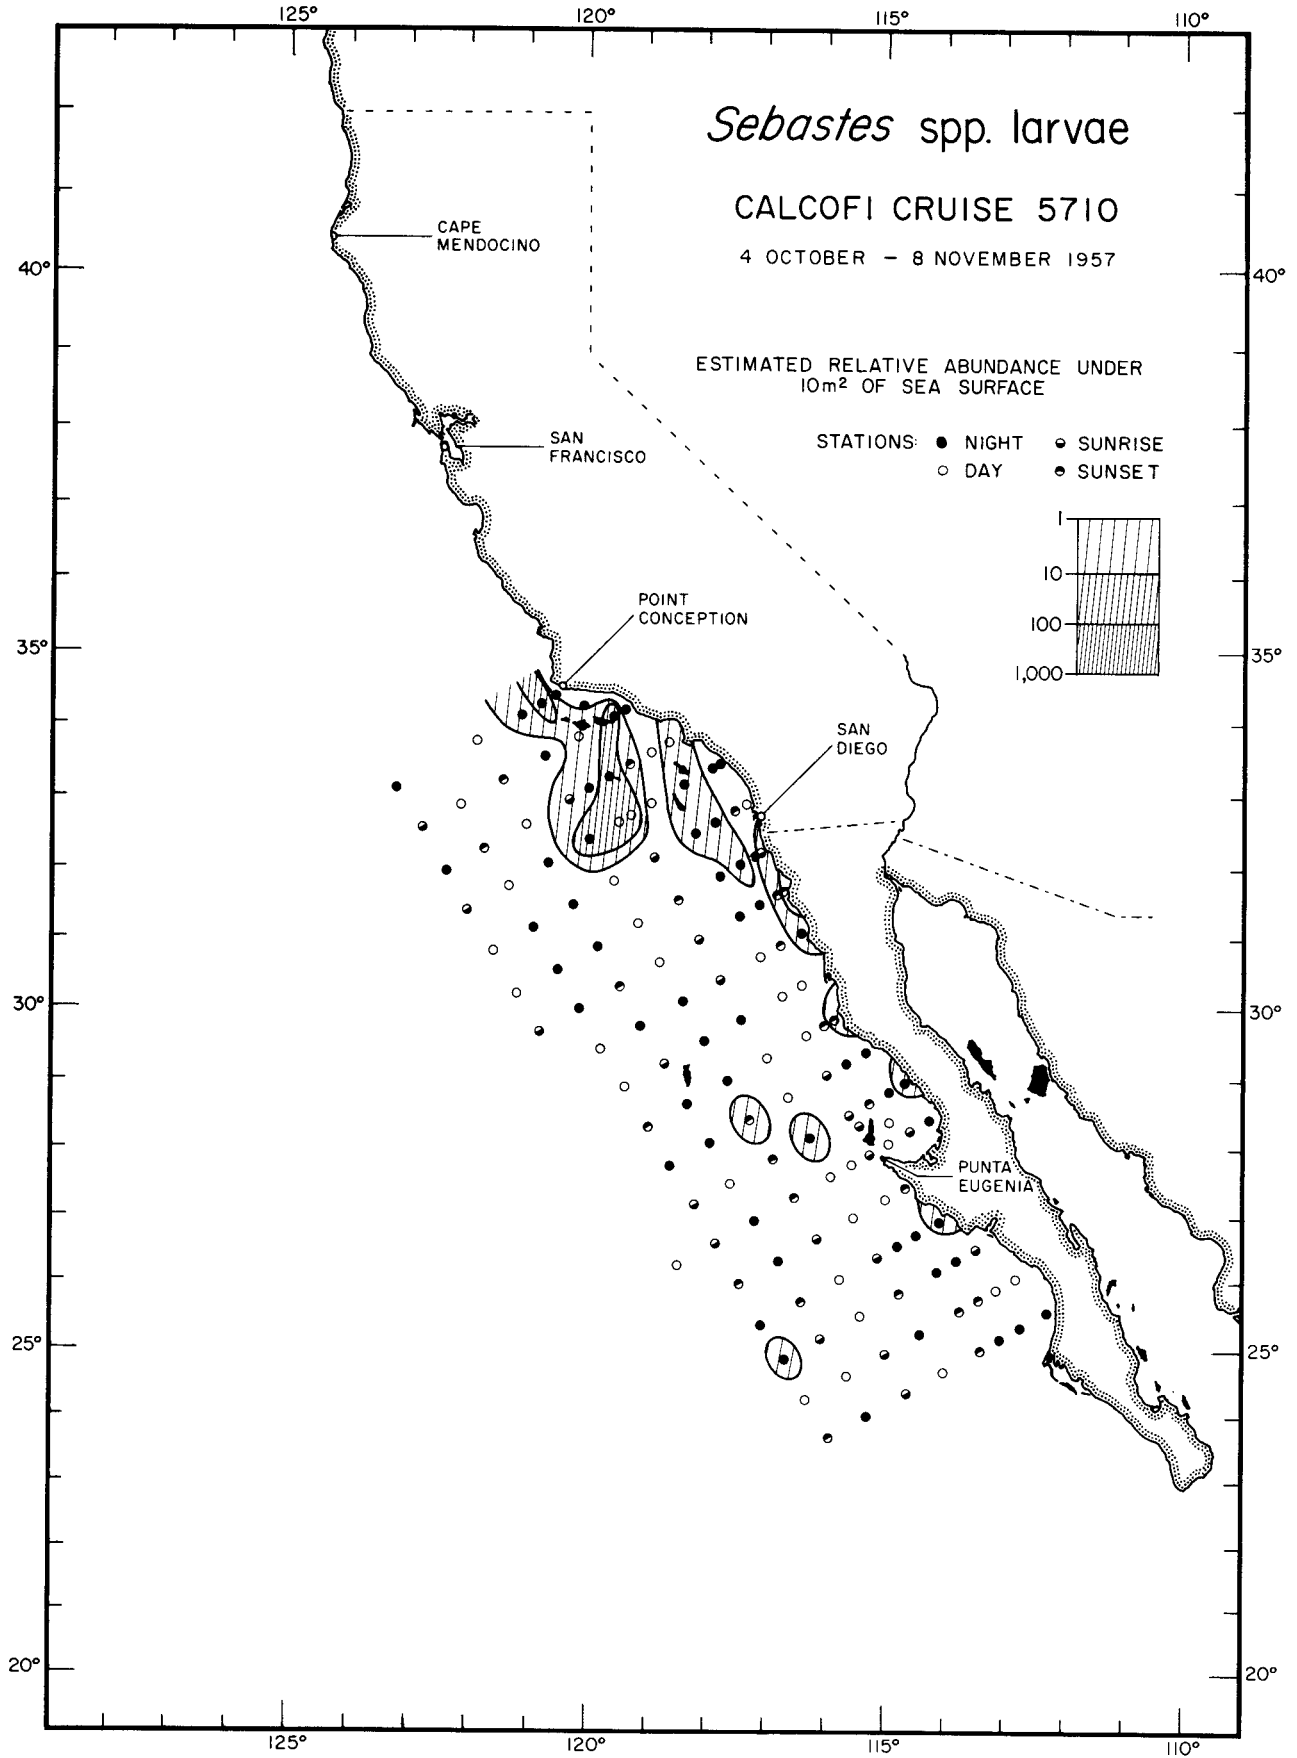 125° 120° 115° 110°
Sebastes spp. larvae
CALCOFI CRUISE 5710
4 OCTOBER – 8 NOVEMBER 1957
CAPE
MENDOCINO
40° 40°
ESTIMATED RELATIVE ABUNDANCE UNDER
10m² OF SEA SURFACE
STATIONS: NIGHT SUNRISE
DAY SUNSET
SAN
FRANCISCO
1
10
100
1,000
POINT
CONCEPTION
35° 35°
SAN
DIEGO
30° 30°
PUNTA
EUGENIA
25° 25°
20° 20°
125° 120° 115° 110°